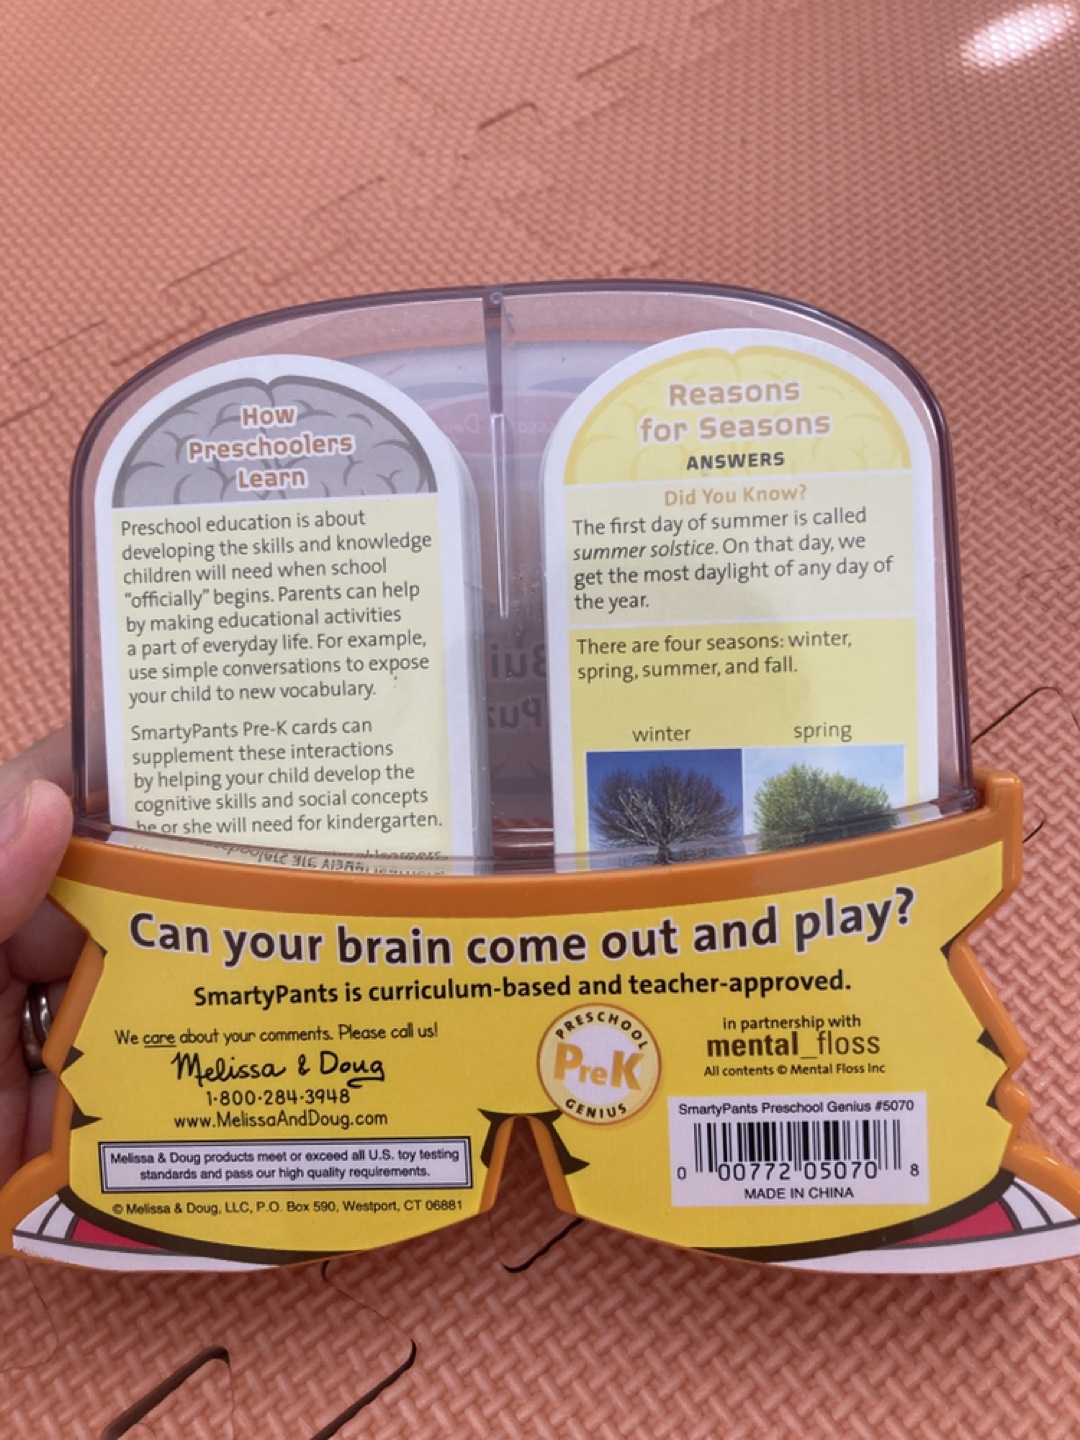 How
Preschoolers
Learn
Preschool education is about
developing the skills and knowledge
children will need when school
"officially" begins. Parents can help
by making educational activities
a part of everyday life. For example,
use simple conversations to expose
your child to new vocabulary.
SmartyPants Pre-K cards can
supplement these interactions
by helping your child develop the
cognitive skills and social concepts
he or she will need for kindergarten.
Reasons
for Seasons
ANSWERS
Did You Know?
The first day of summer is called
summer solstice. On that day, we
get the most daylight of any day of
the year.
There are four seasons: winter,
spring, summer, and fall.
winter
spring
Can your brain come out and play?
SmartyPants is curriculum-based and teacher-approved.
We care about your comments. Please call us!
Melissa & Doug
1-800-284-3948
www.MelissaAndDoug.com
Melissa & Doug products meet or exceed all U.S. toy testing
standards and pass our high quality requirements.
© Melissa & Doug, LLC, P.O. Box 590, Westport, CT 06881
PRESCHOOL
PreK
GENIUS
in partnership with
mental_floss
All contents © Mental Floss Inc
SmartyPants Preschool Genius #5070
0 00772 05070 8
MADE IN CHINA